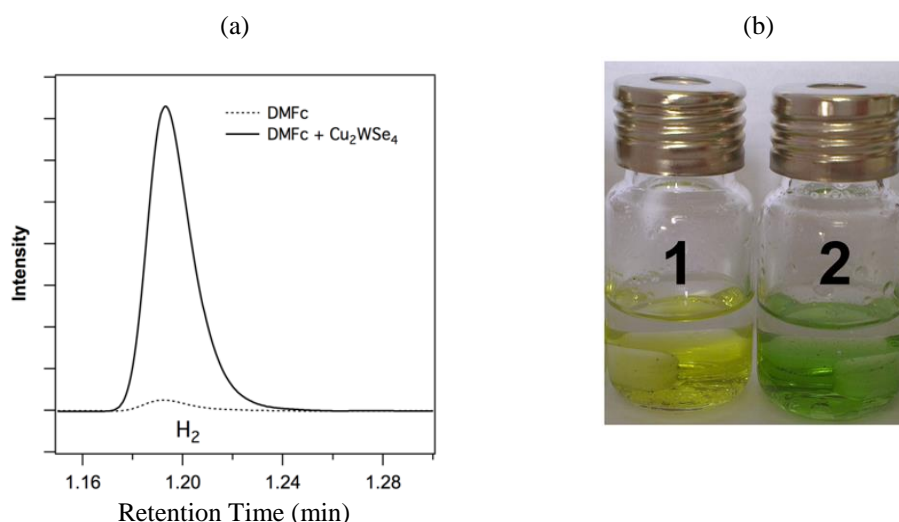 (a)
(b)
DMFc
DMFc + Cu₂WSe₄
Intensity
1
2
H₂
1.16
1.20
1.24
1.28
Retention Time (min)